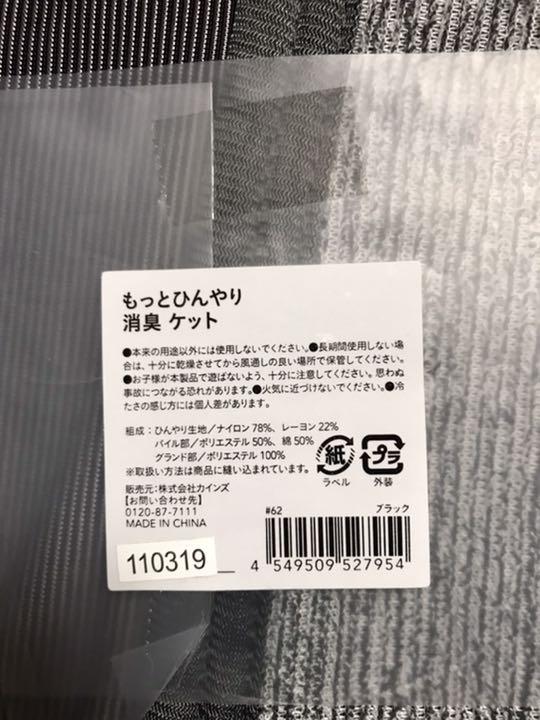 もっとひんやり
消臭 ケット
●本来の用途以外には使用しないでください。●長期間使用しない場
合は、十分に乾燥させてから風通しの良い場所で保管してください。
●お子様が本製品で遊ばないよう、十分に注意してください。思わぬ
事故につながる恐れがあります。●火気に近づけないでください。●冷
たさの感じ方には個人差があります。
組成：ひんやり生地／ナイロン 78%、レーヨン 22%
パイル部／ポリエステル 50%、綿 50%
グランド部／ポリエステル 100%
※取扱い方法は商品に縫い込まれています。
紙 プラ
ラベル 外装
販売元：株式会社カインズ
【お問い合わせ先】
0120-87-7111
MADE IN CHINA
#62 ブラック
110319
4 549509 527954